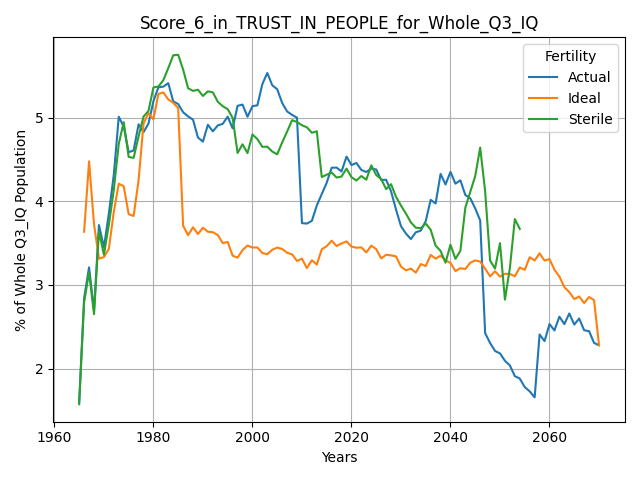 Score_6_in_TRUST_IN_PEOPLE_for_Whole_Q3_IQ
Fertility
Actual
Ideal
Sterile
% of Whole Q3_IQ Population
5
4
3
2
1960 1980 2000 2020 2040 2060
Years